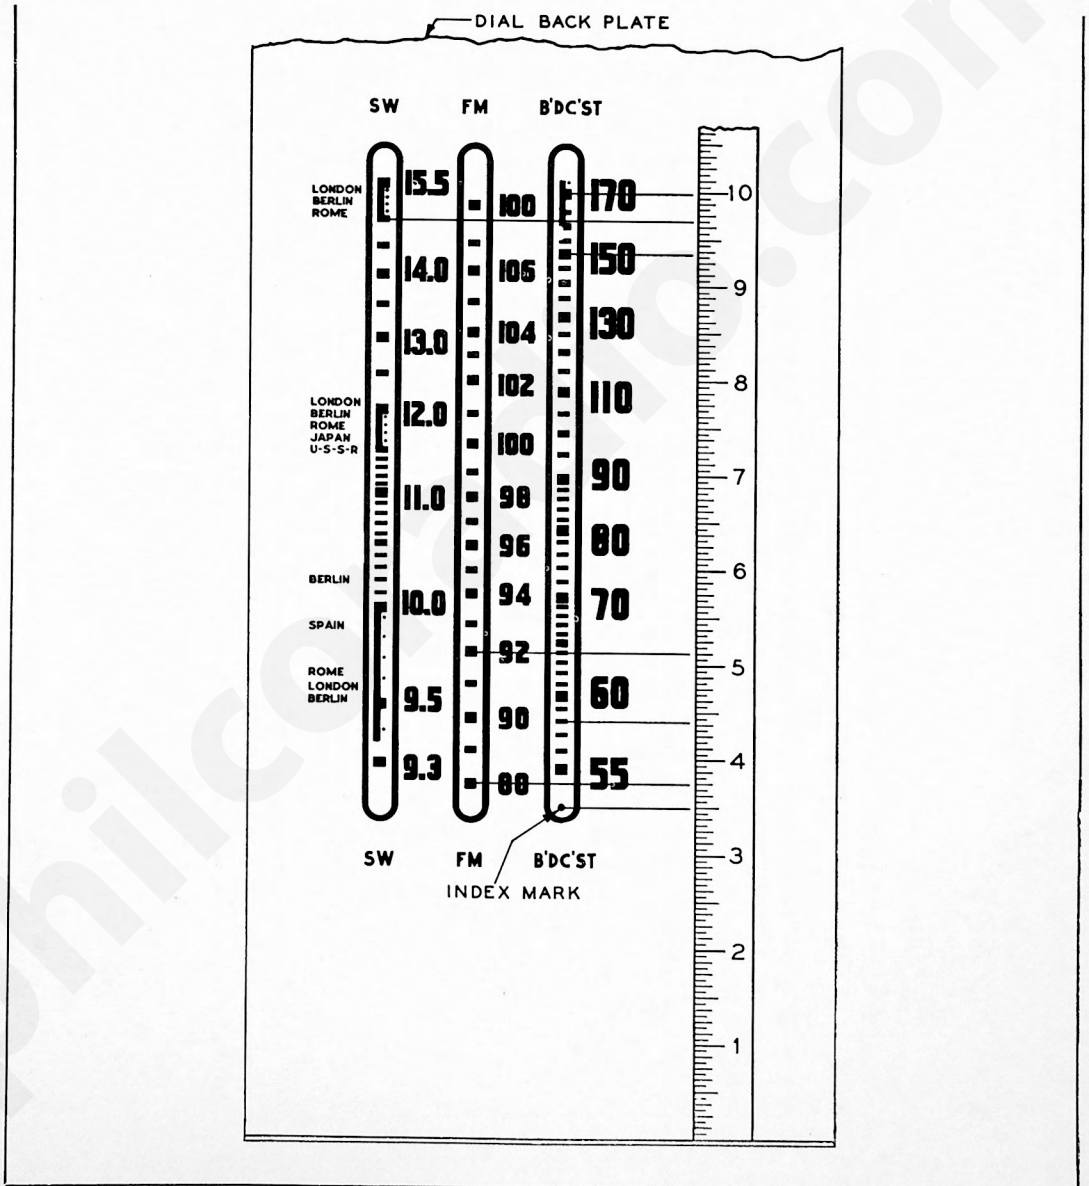 DIAL BACK PLATE
SW
FM
B'DC'ST
LONDON
BERLIN
ROME
LONDON
BERLIN
ROME
JAPAN
U-S-S-R
BERLIN
SPAIN
ROME
LONDON
BERLIN
15.5
14.0
13.0
12.0
11.0
10.0
9.5
9.3
108
106
104
102
100
98
96
94
92
90
88
170
150
130
110
90
80
70
60
55
10
9
8
7
6
5
4
3
2
1
SW
FM
B'DC'ST
INDEX MARK
philcoradio.com